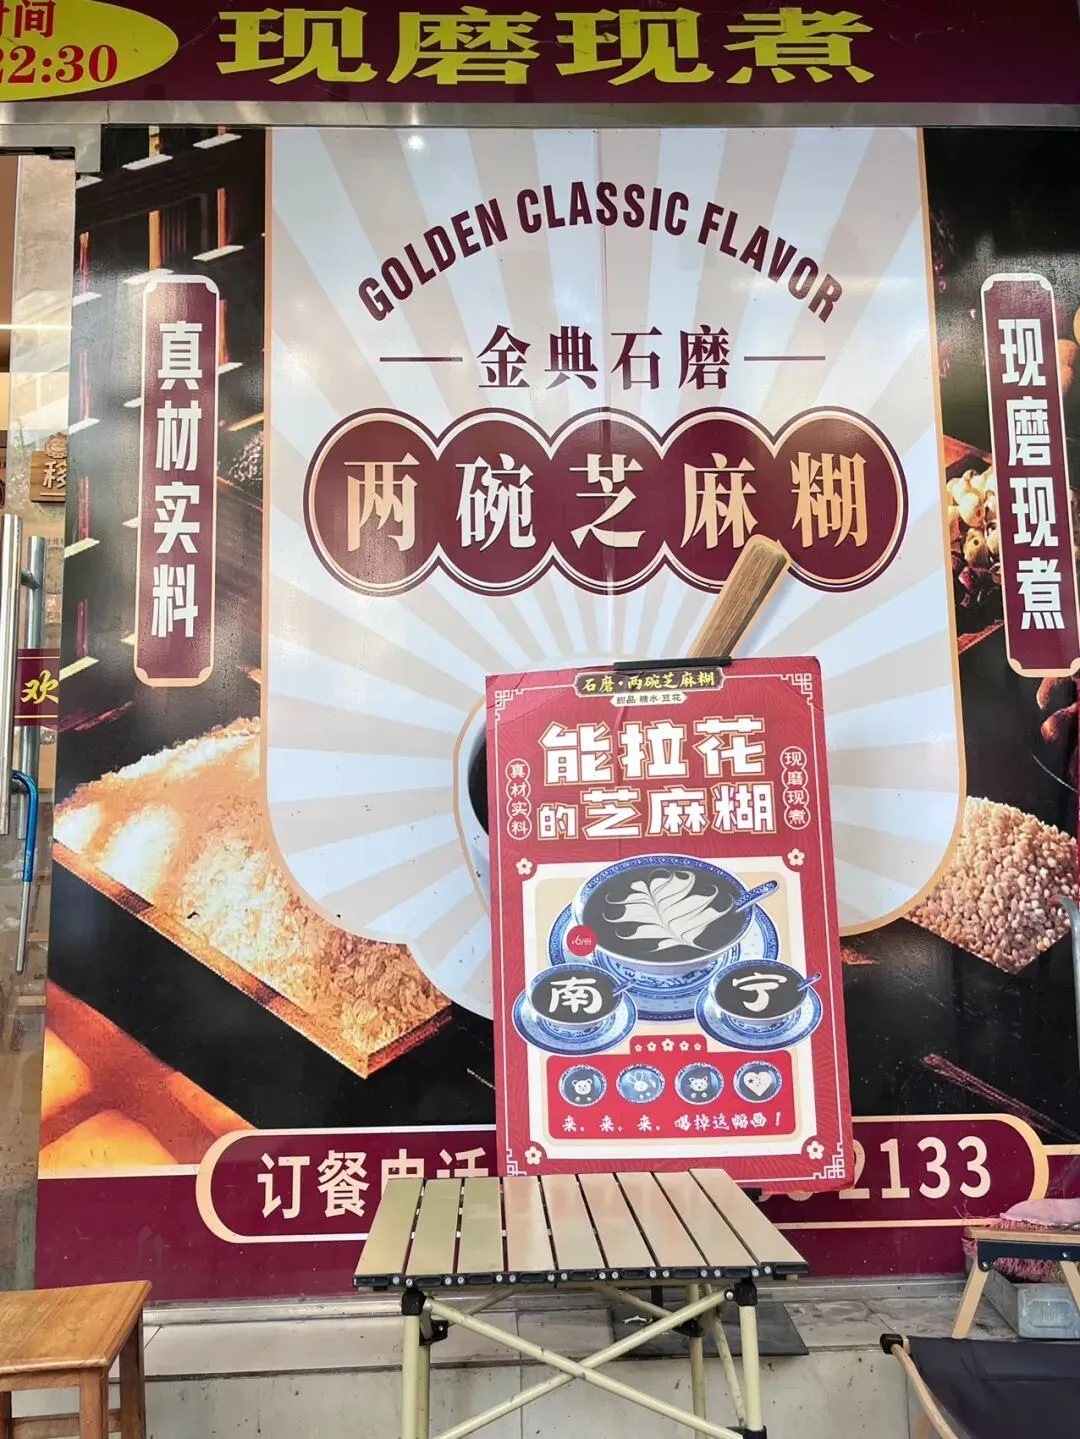 时间
22:30
现磨现煮
GOLDEN CLASSIC FLAVOR
金典石磨
两碗芝麻糊
真材实料
现磨现煮
欢
石磨·两碗芝麻糊
甜品·糖水·豆花
能拉花
的芝麻糊
真材实料
现磨现煮
¥6/份
南
宁
来，来，来，喝掉这幅画！
订餐电话
2133